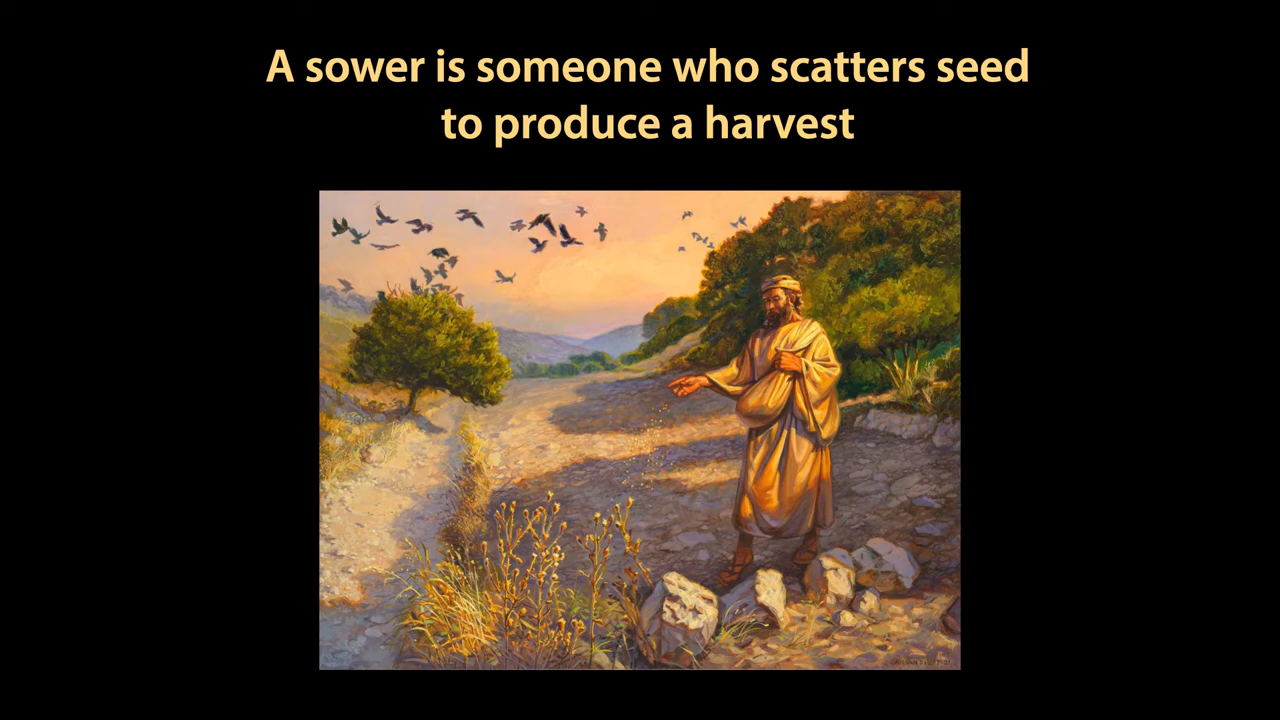 A sower is someone who scatters seed
to produce a harvest